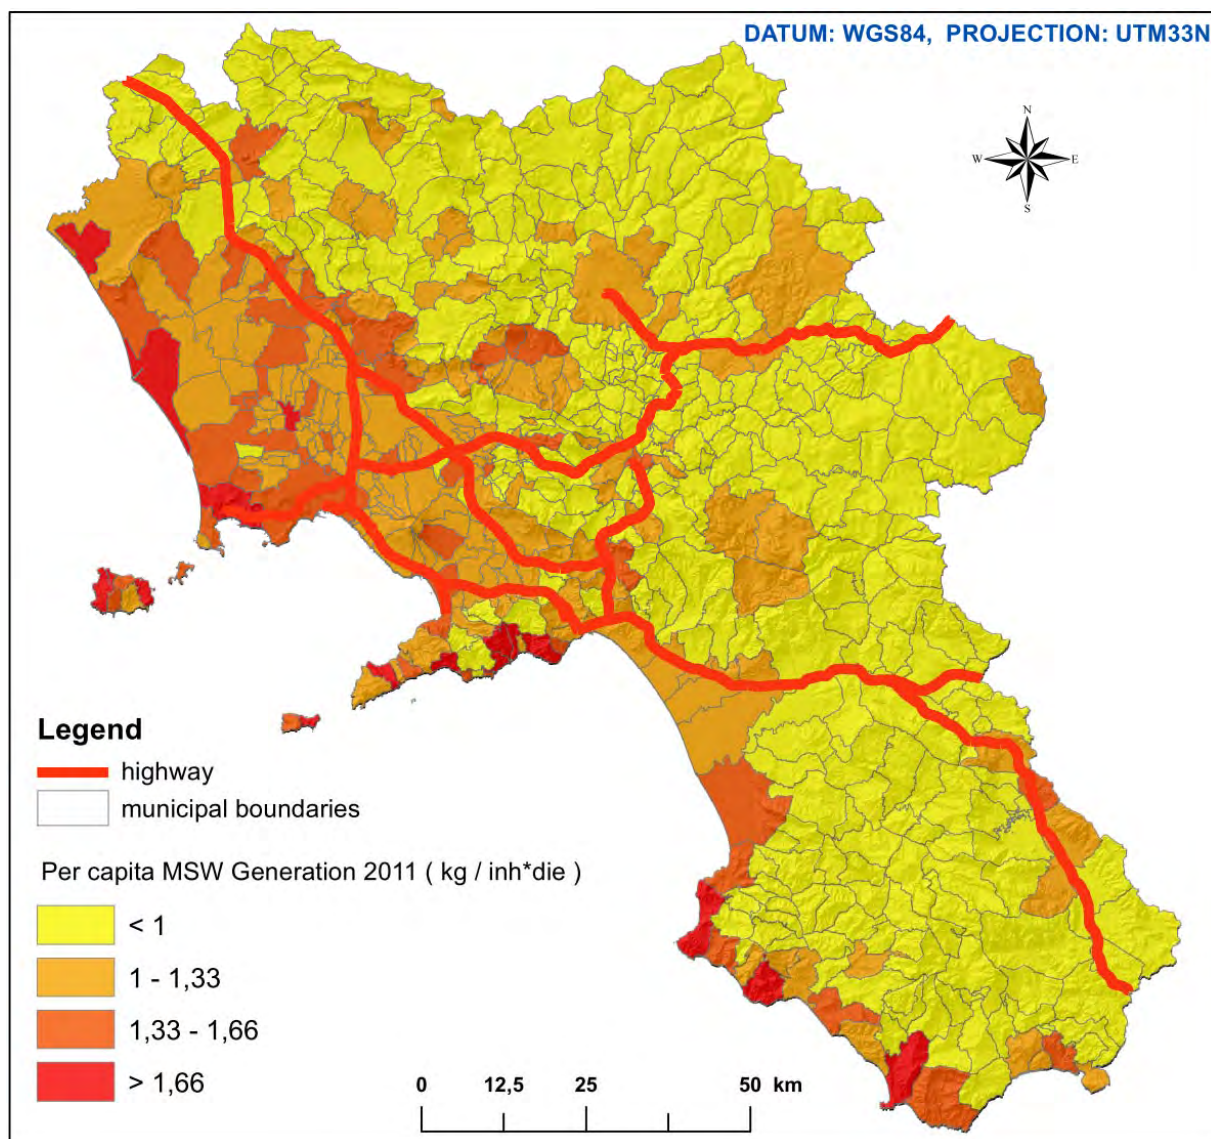 DATUM: WGS84, PROJECTION: UTM33N
N
W E
S
Legend
highway
municipal boundaries
Per capita MSW Generation 2011 ( kg / inh*die )
< 1
1 - 1,33
1,33 - 1,66
> 1,66
0 12,5 25 50 km